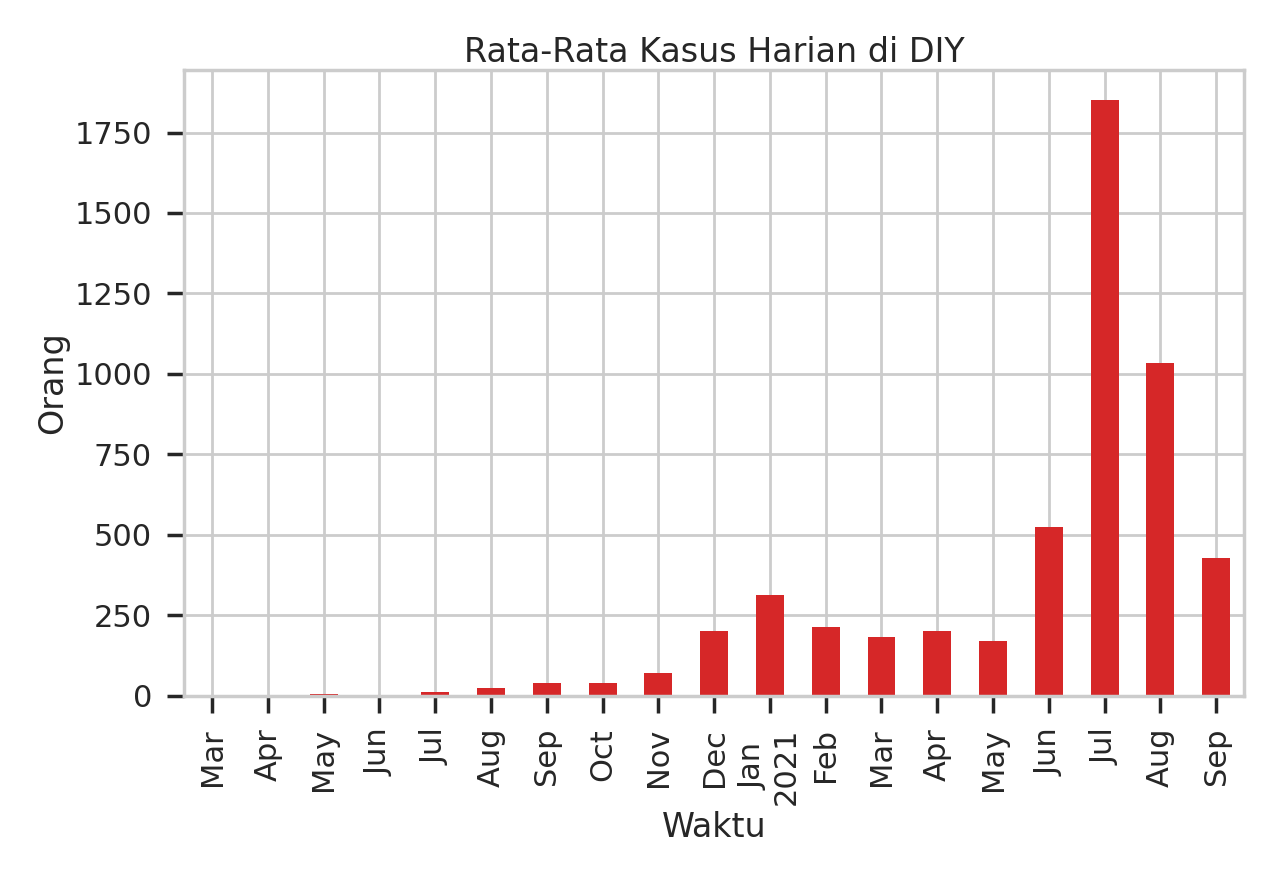 Rata-Rata Kasus Harian di DIY
Orang
1750
1500
1250
1000
750
500
250
0
Mar
Apr
May
Jun
Jul
Aug
Sep
Oct
Nov
Dec
Jan
2021
Feb
Mar
Apr
May
Jun
Jul
Aug
Sep
Waktu